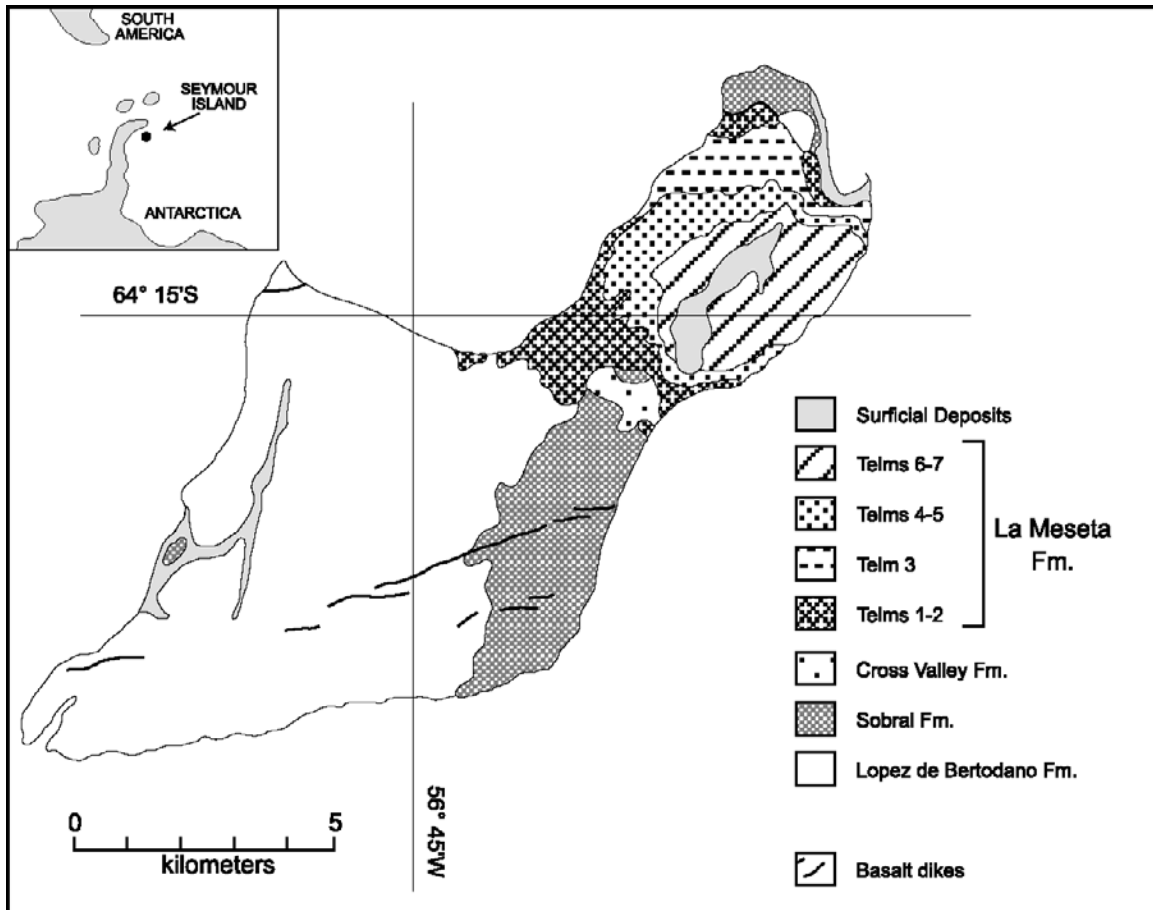 SOUTH
AMERICA
SEYMOUR
ISLAND
ANTARCTICA
64° 15'S
56° 45'W
0 5
kilometers
Surficial Deposits
Telms 6-7
Telms 4-5
Telm 3
Telms 1-2
La Meseta
Fm.
Cross Valley Fm.
Sobral Fm.
Lopez de Bertodano Fm.
Basalt dikes